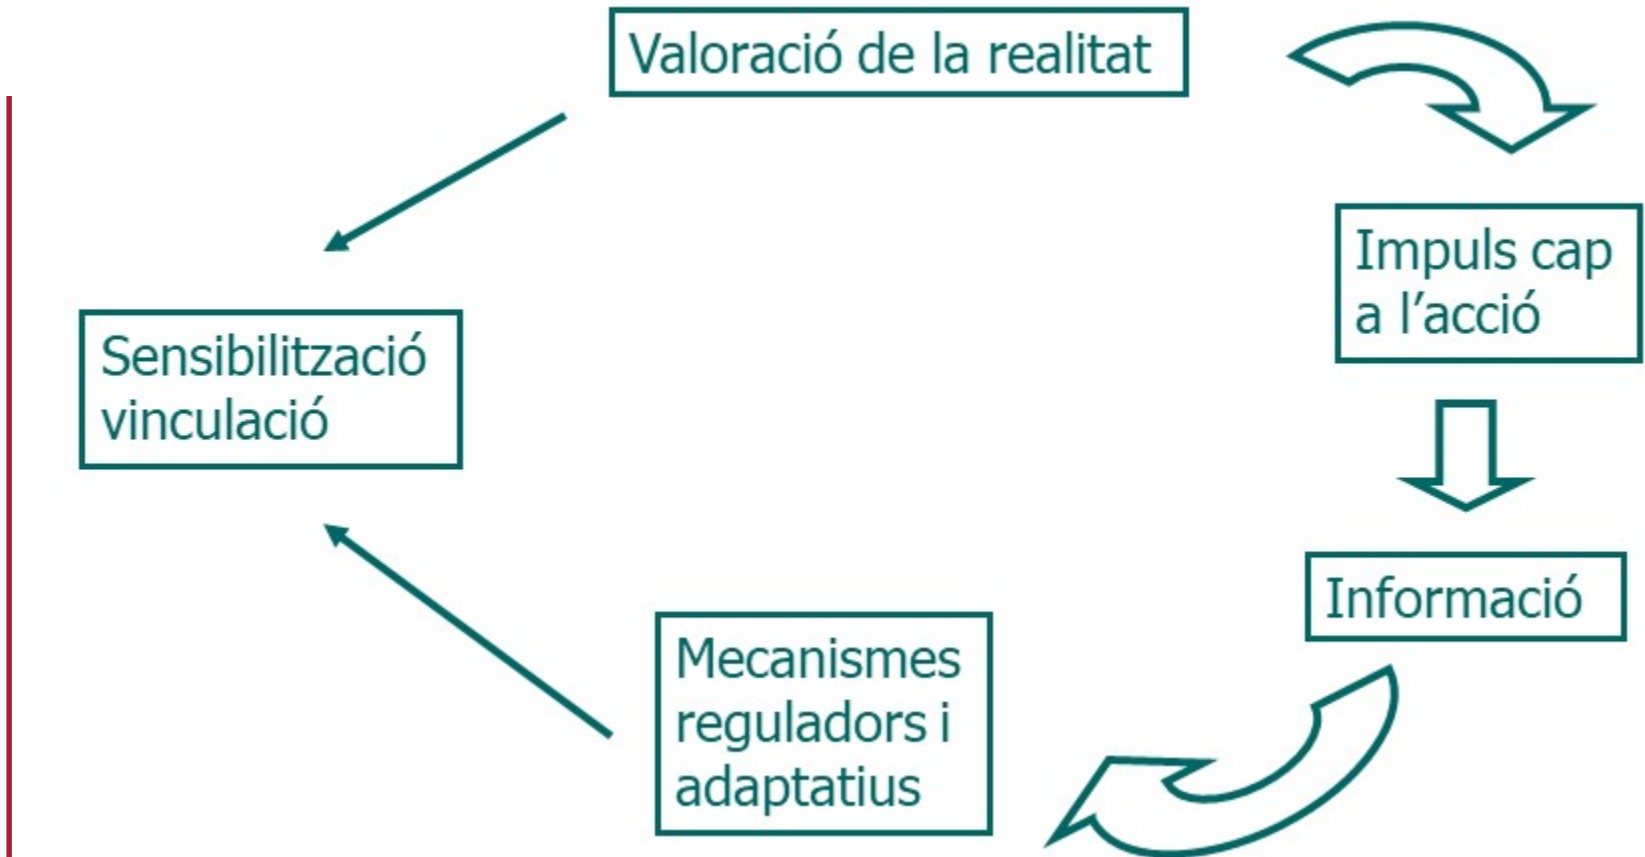 Valoració de la realitat
Impuls cap
a l’acció
Sensibilització
vinculació
Informació
Mecanismes
reguladors i
adaptatius